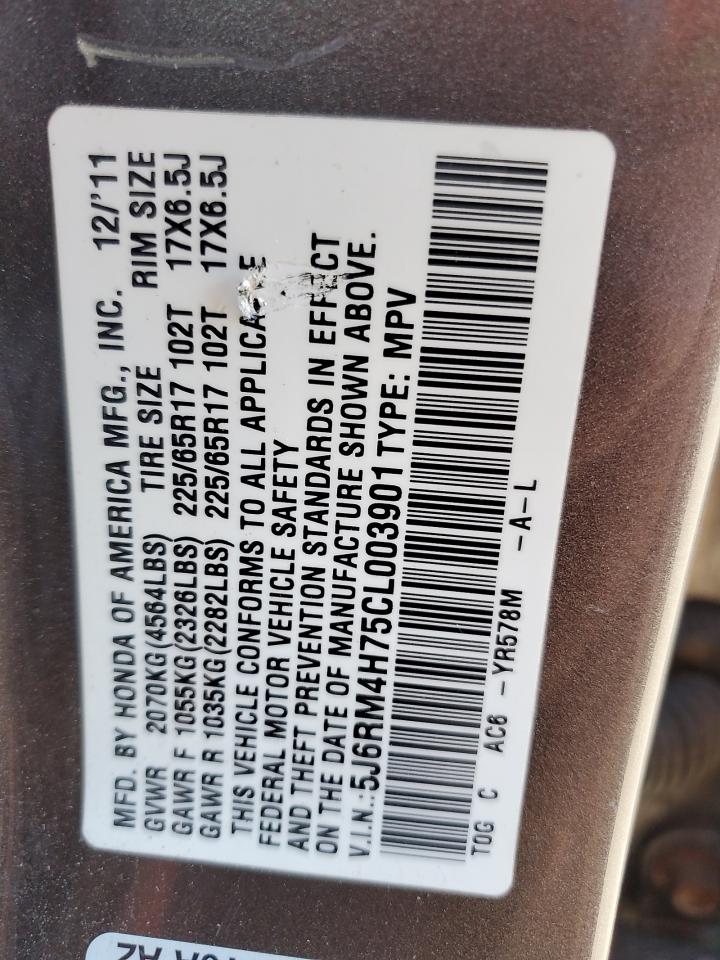 MFD. BY HONDA OF AMERICA MFG., INC. 12/'11
GVWR 2070KG(4564LBS) TIRE SIZE RIM SIZE
GAWR F 1055KG(2326LBS) 225/65R17 102T 17X6.5J
GAWR R 1035KG(2282LBS) 225/65R17 102T 17X6.5J
THIS VEHICLE CONFORMS TO ALL
FEDERAL MOTOR VEHICLE SAFETY
AND THEFT PREVENTION STANDARDS IN EFFECT
ON THE DATE OF MANUFACTURE SHOWN ABOVE.
V.I.N.:5J6RM4H75CL003901 TYPE: MPV
TOG C AC6 -YR578M -A-L